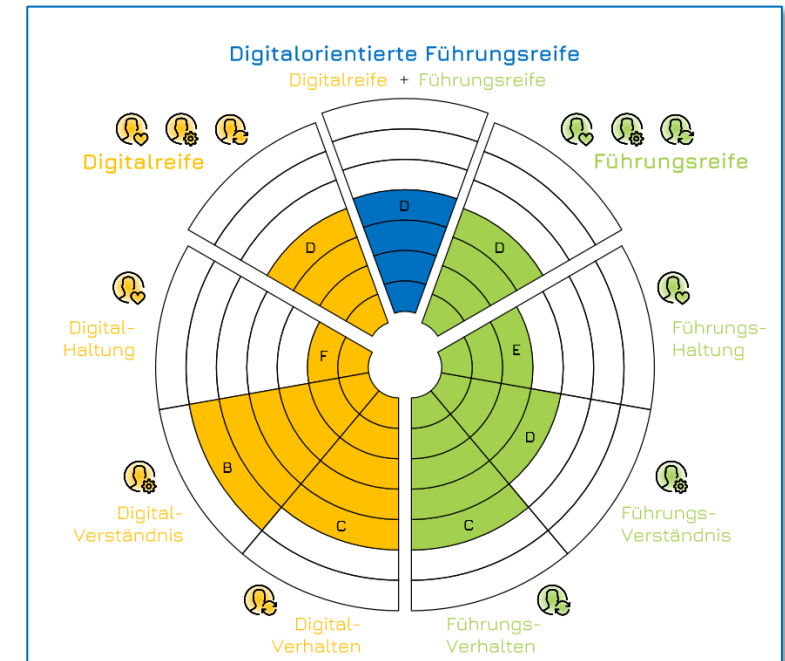 Digitalorientierte Führungsreife
Digitalreife + Führungsreife
Digitalreife
Führungsreife
D
D
D
Digital-
Haltung
Führungs-
Haltung
F
E
D
B
C
C
Digital-
Verständnis
Führungs-
Verständnis
Digital-
Verhalten
Führungs-
Verhalten